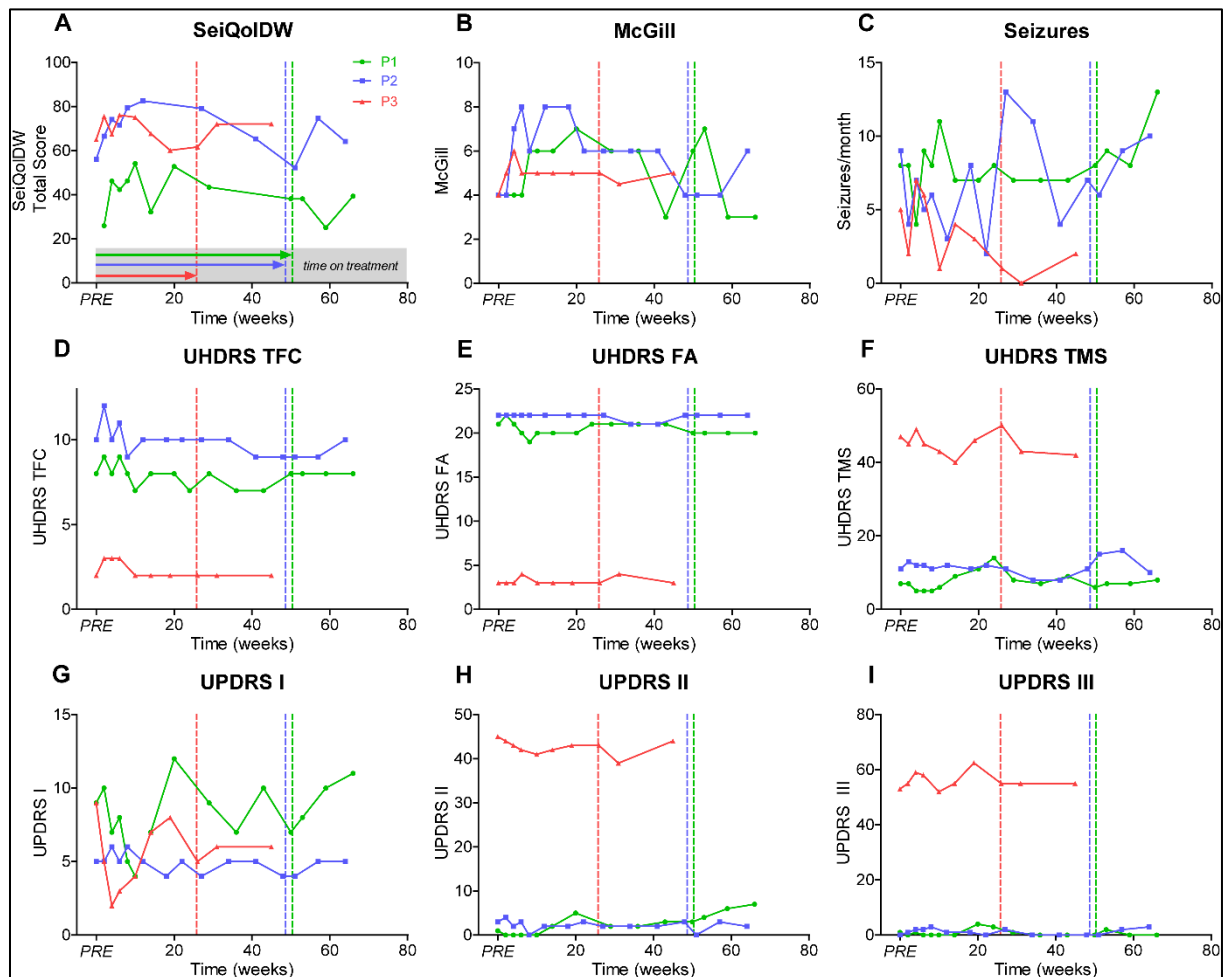 A
SeiQolDW
SeiQolDW
Total Score
100
80
60
40
20
0
P1
P2
P3
time on treatment
PRE
20
40
60
80
Time (weeks)
B
McGill
McGill
10
8
6
4
2
0
PRE
20
40
60
80
Time (weeks)
C
Seizures
Seizures/month
15
10
5
0
PRE
20
40
60
80
Time (weeks)
D
UHDRS TFC
UHDRS TFC
10
5
0
PRE
20
40
60
80
Time (weeks)
E
UHDRS FA
UHDRS FA
25
20
15
10
5
0
PRE
20
40
60
80
Time (weeks)
F
UHDRS TMS
UHDRS TMS
60
40
20
0
PRE
20
40
60
80
Time (weeks)
G
UPDRS I
UPDRS I
15
10
5
0
PRE
20
40
60
80
Time (weeks)
H
UPDRS II
UPDRS II
50
40
30
20
10
0
PRE
20
40
60
80
Time (weeks)
I
UPDRS III
UPDRS III
80
60
40
20
0
PRE
20
40
60
80
Time (weeks)